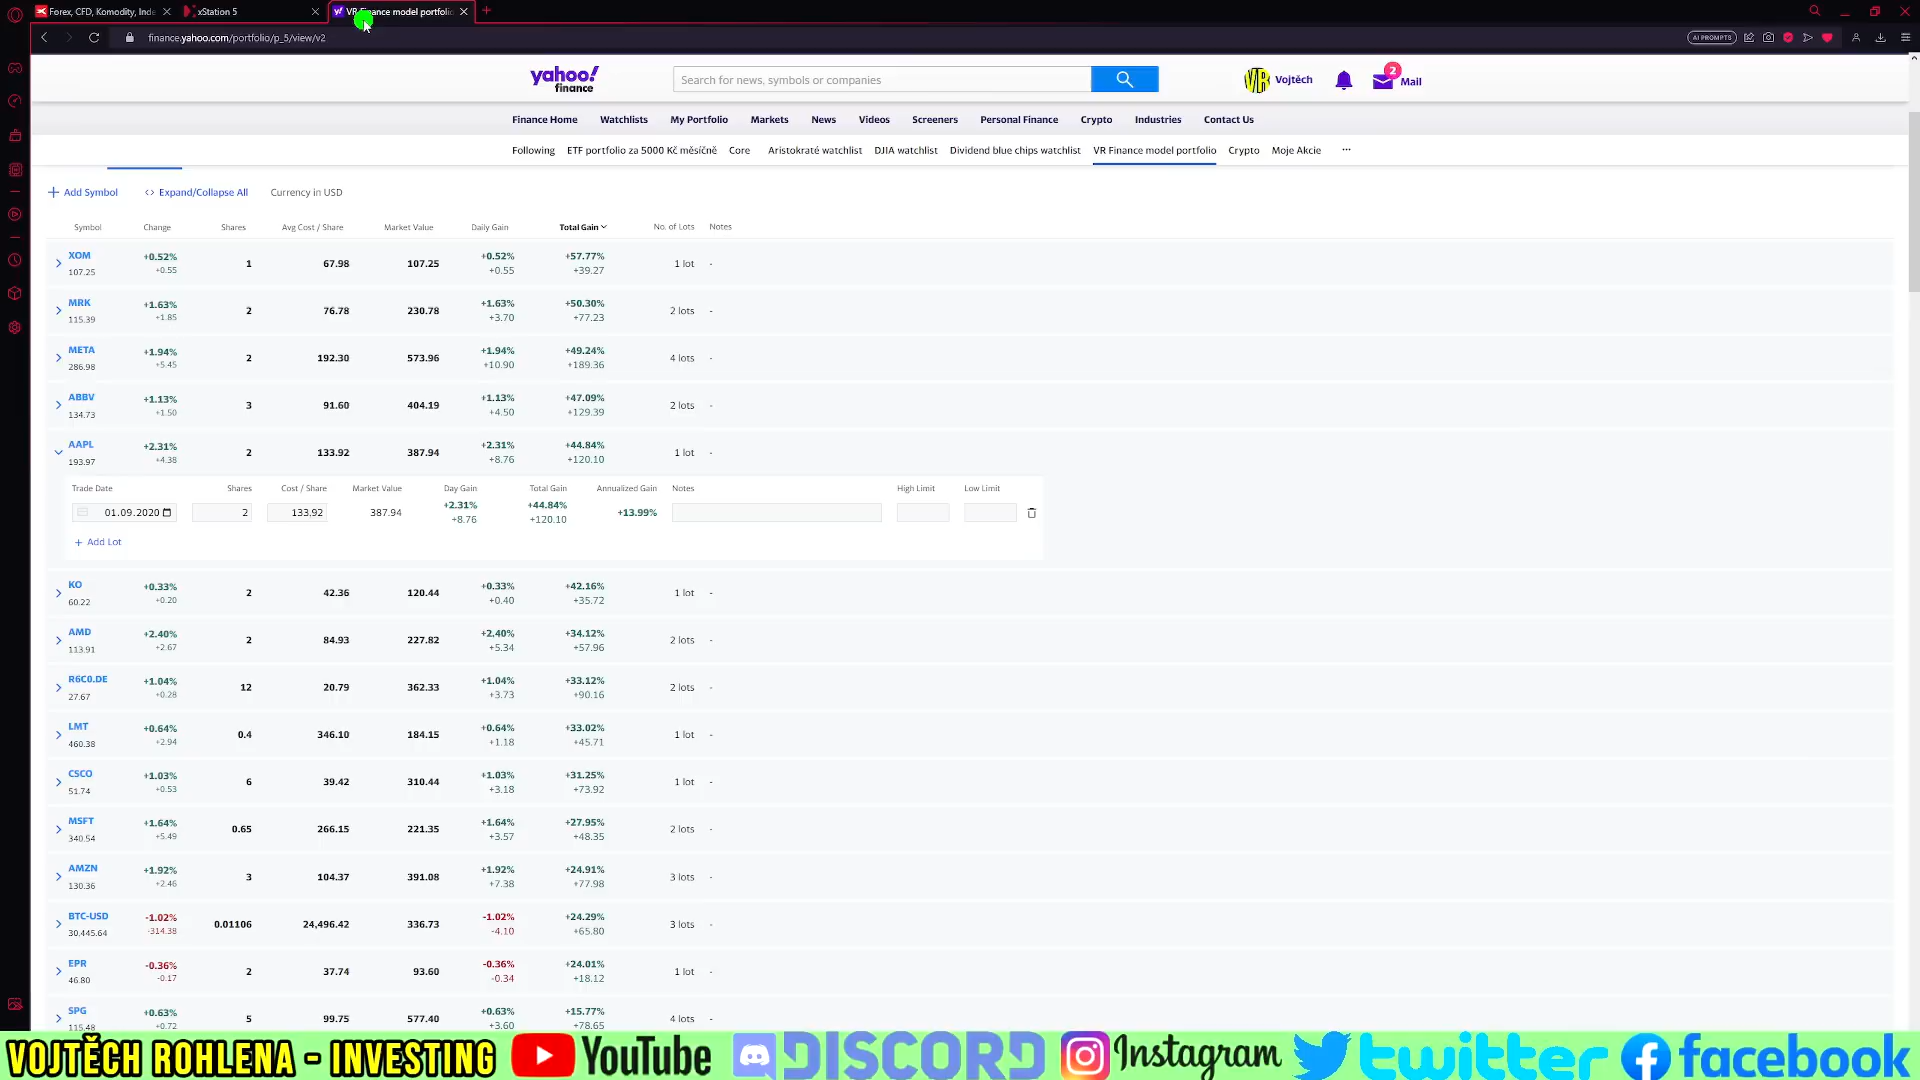 Forex, CFD, Komodity, Inde
xStation 5
VR Finance model portfolio
finance.yahoo.com/portfolio/p_5/view/v2
AI PROMPTS
yahoo!
finance
Search for news, symbols or companies
VR
Vojtěch
2
Mail
Finance Home Watchlists My Portfolio Markets News Videos Screeners Personal Finance Crypto Industries Contact Us
Following ETF portfolio za 5000 Kč měsíčně Core Aristokraté watchlist DJIA watchlist Dividend blue chips watchlist VR Finance model portfolio Crypto Moje Akcie ···
+ Add Symbol <> Expand/Collapse All Currency in USD
Symbol Change Shares Avg Cost / Share Market Value Daily Gain Total Gain No. of Lots Notes
XOM +0.52% 1 67.98 107.25 +0.52% +57.77% 1 lot -
107.25 +0.55 +0.55 +39.27
MRK +1.63% 2 76.78 230.78 +1.63% +50.30% 2 lots -
115.39 +1.85 +3.70 +77.23
META +1.94% 2 192.30 573.96 +1.94% +49.24% 4 lots -
286.98 +5.45 +10.90 +189.36
ABBV +1.13% 3 91.60 404.19 +1.13% +47.09% 2 lots -
134.73 +1.50 +4.50 +129.39
AAPL +2.31% 2 133.92 387.94 +2.31% +44.84% 1 lot -
193.97 +4.38 +8.76 +120.10
Trade Date Shares Cost / Share Market Value Day Gain Total Gain Annualized Gain Notes High Limit Low Limit
01.09.2020 2 133.92 387.94 +2.31% +44.84% +13.99%
+8.76 +120.10
+ Add Lot
KO +0.33% 2 42.36 120.44 +0.33% +42.16% 1 lot -
60.22 +0.20 +0.40 +35.72
AMD +2.40% 2 84.93 227.82 +2.40% +34.12% 2 lots -
113.91 +2.67 +5.34 +57.96
R6C0.DE +1.04% 12 20.79 362.33 +1.04% +33.12% 2 lots -
27.67 +0.28 +3.73 +90.16
LMT +0.64% 0.4 346.10 184.15 +0.64% +33.02% 1 lot -
460.38 +2.94 +1.18 +45.71
CSCO +1.03% 6 39.42 310.44 +1.03% +31.25% 1 lot -
51.74 +0.53 +3.18 +73.92
MSFT +1.64% 0.65 266.15 221.35 +1.64% +27.95% 2 lots -
340.54 +5.49 +3.57 +48.35
AMZN +1.92% 3 104.37 391.08 +1.92% +24.91% 3 lots -
130.36 +2.46 +7.38 +77.98
BTC-USD -1.02% 0.01106 24,496.42 336.73 -1.02% +24.29% 3 lots -
30,445.64 -314.38 -4.10 +65.80
EPR -0.36% 2 37.74 93.60 -0.36% +24.01% 1 lot -
46.80 -0.17 -0.34 +18.12
SPG +0.63% 5 99.75 577.40 +0.63% +15.77% 4 lots -
115.48 +0.72 +3.60 +78.65
VOJTĚCH ROHLENA - INVESTING YouTube DISCORD Instagram twitter facebook